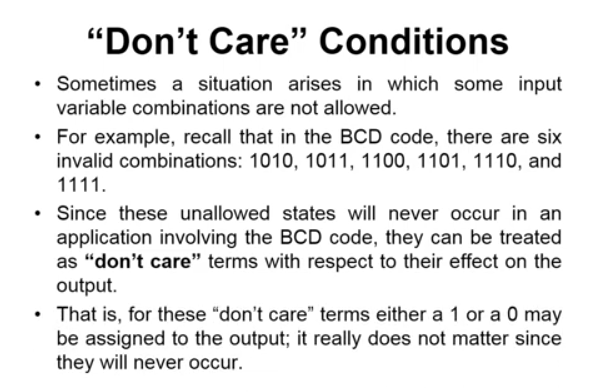 “Don’t Care” Conditions
• Sometimes a situation arises in which some input
variable combinations are not allowed.
• For example, recall that in the BCD code, there are six
invalid combinations: 1010, 1011, 1100, 1101, 1110, and
1111.
• Since these unallowed states will never occur in an
application involving the BCD code, they can be treated
as “don’t care” terms with respect to their effect on the
output.
• That is, for these “don’t care” terms either a 1 or a 0 may
be assigned to the output; it really does not matter since
they will never occur.